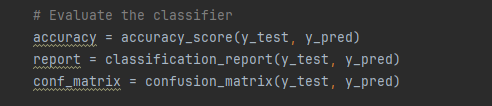 # Evaluate the classifier
accuracy = accuracy_score(y_test, y_pred)
report = classification_report(y_test, y_pred)
conf_matrix = confusion_matrix(y_test, y_pred)